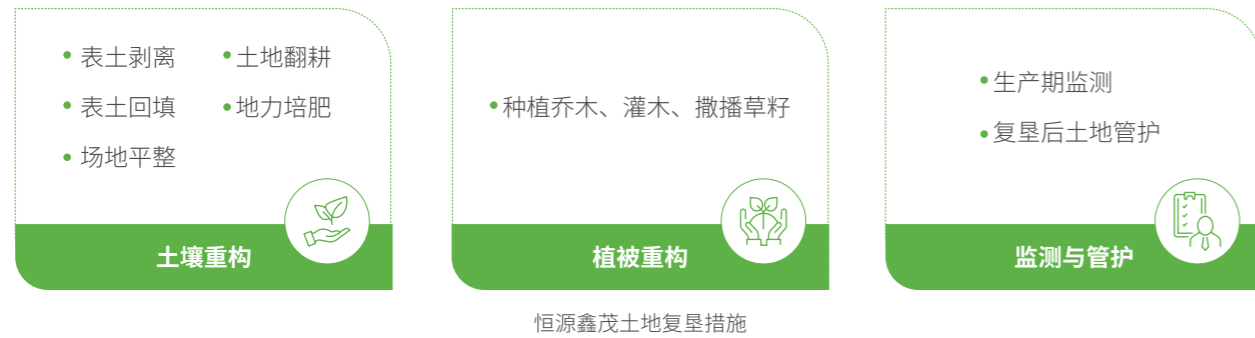 表土剥离
土地翻耕
表土回填
地力培肥
场地平整
土壤重构
种植乔木、灌木、撒播草籽
植被重构
生产期监测
复垦后土地管护
监测与管护
恒源鑫茂土地复垦措施